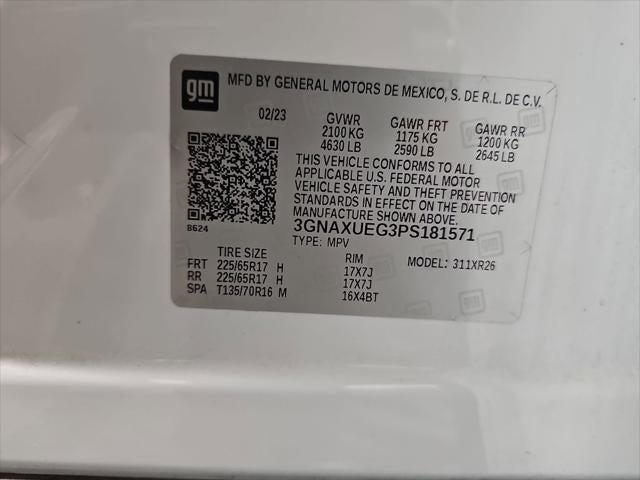 gm MFD BY GENERAL MOTORS DE MEXICO, S. DE R.L. DE C.V.
02/23 GVWR GAWR FRT GAWR RR
2100 KG 1175 KG 1200 KG
4630 LB 2590 LB 2645 LB
THIS VEHICLE CONFORMS TO ALL
APPLICABLE U.S. FEDERAL MOTOR
VEHICLE SAFETY AND THEFT PREVENTION
STANDARDS IN EFFECT ON THE DATE OF
MANUFACTURE SHOWN ABOVE.
8624 3GNAXUEG3PS181571
TYPE: MPV MODEL: 311XR26
TIRE SIZE RIM
FRT 225/65R17 H 17X7J
RR 225/65R17 H 17X7J
SPA T135/70R16 M 16X4BT